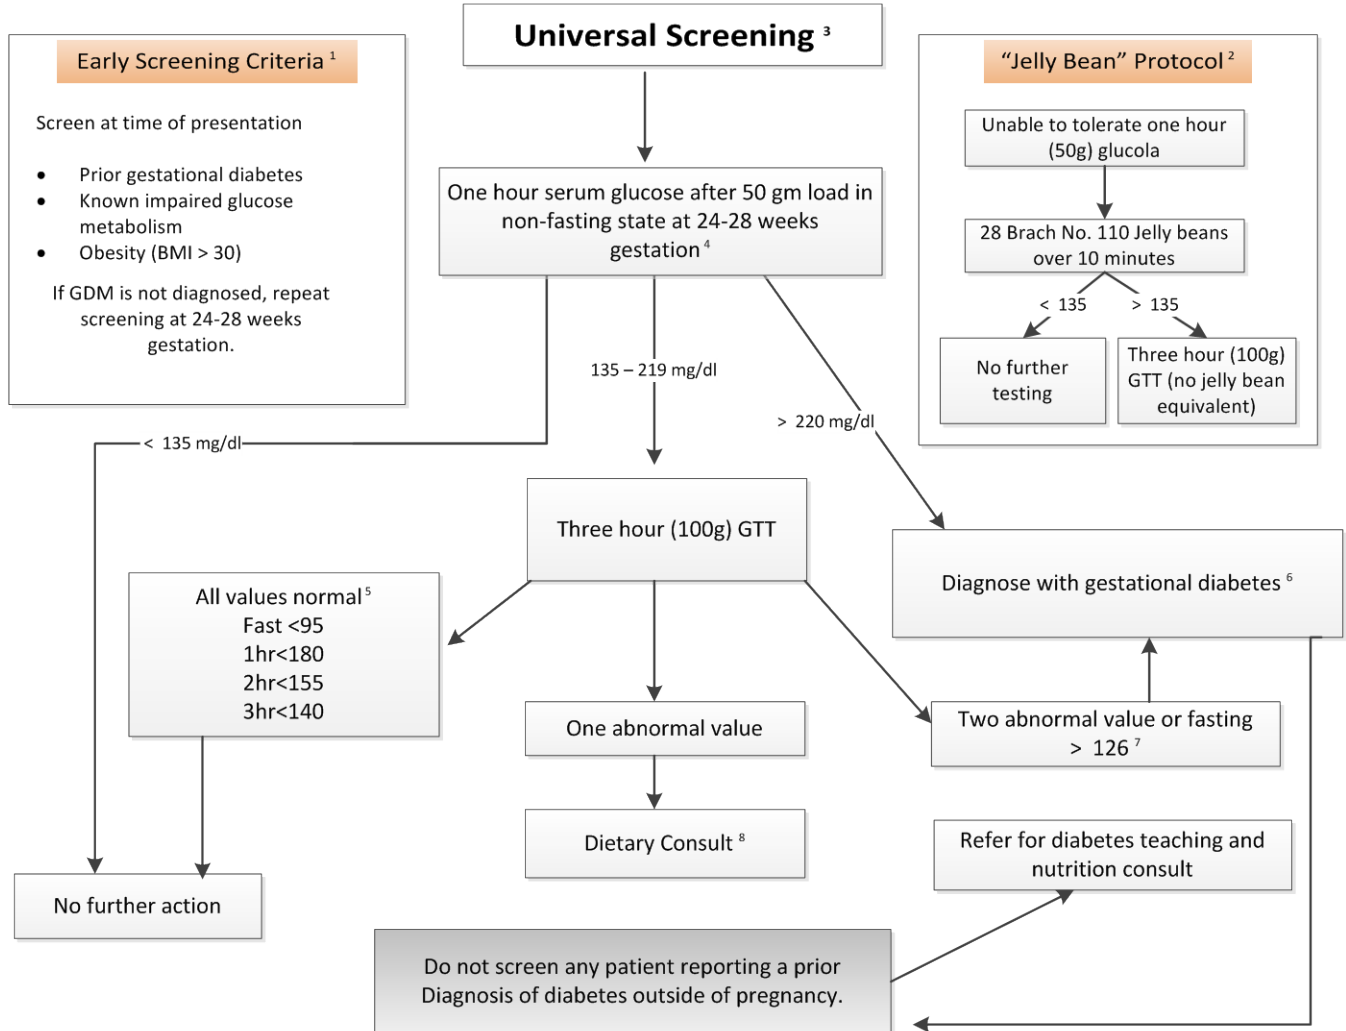 Universal Screening 3
Early Screening Criteria 1
Screen at time of presentation
• Prior gestational diabetes
• Known impaired glucose
metabolism
• Obesity (BMI > 30)
If GDM is not diagnosed, repeat
screening at 24-28 weeks
gestation.
"Jelly Bean" Protocol 2
Unable to tolerate one hour
(50g) glucola
28 Brach No. 110 Jelly beans
over 10 minutes
< 135
> 135
No further
testing
Three hour (100g)
GTT (no jelly bean
equivalent)
One hour serum glucose after 50 gm load in
non-fasting state at 24-28 weeks
gestation 4
< 135 mg/dl
135 – 219 mg/dl
> 220 mg/dl
Three hour (100g) GTT
Diagnose with gestational diabetes 6
All values normal 5
Fast <95
1hr<180
2hr<155
3hr<140
One abnormal value
Two abnormal value or fasting
> 126 7
Dietary Consult 8
Refer for diabetes teaching and
nutrition consult
No further action
Do not screen any patient reporting a prior
Diagnosis of diabetes outside of pregnancy.